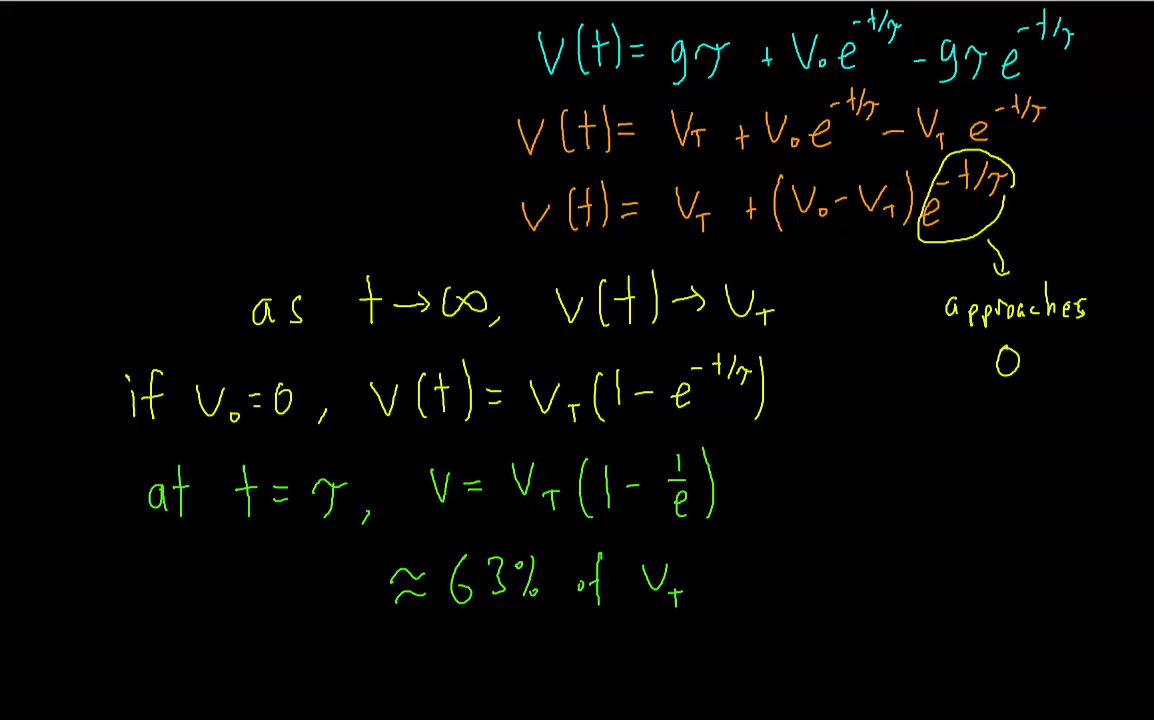 V(t) = gτ + V₀e^(-t/τ) - gτe^(-t/τ)
V(t) = V_T + V₀e^(-t/τ) - V_T e^(-t/τ)
V(t) = V_T + (V₀ - V_T)e^(-t/τ)
as t → ∞, V(t) → V_T
approaches
0
if V₀ = 0, V(t) = V_T(1 - e^(-t/τ))
at t = τ, V = V_T(1 - 1/e)
≈ 63% of V_T